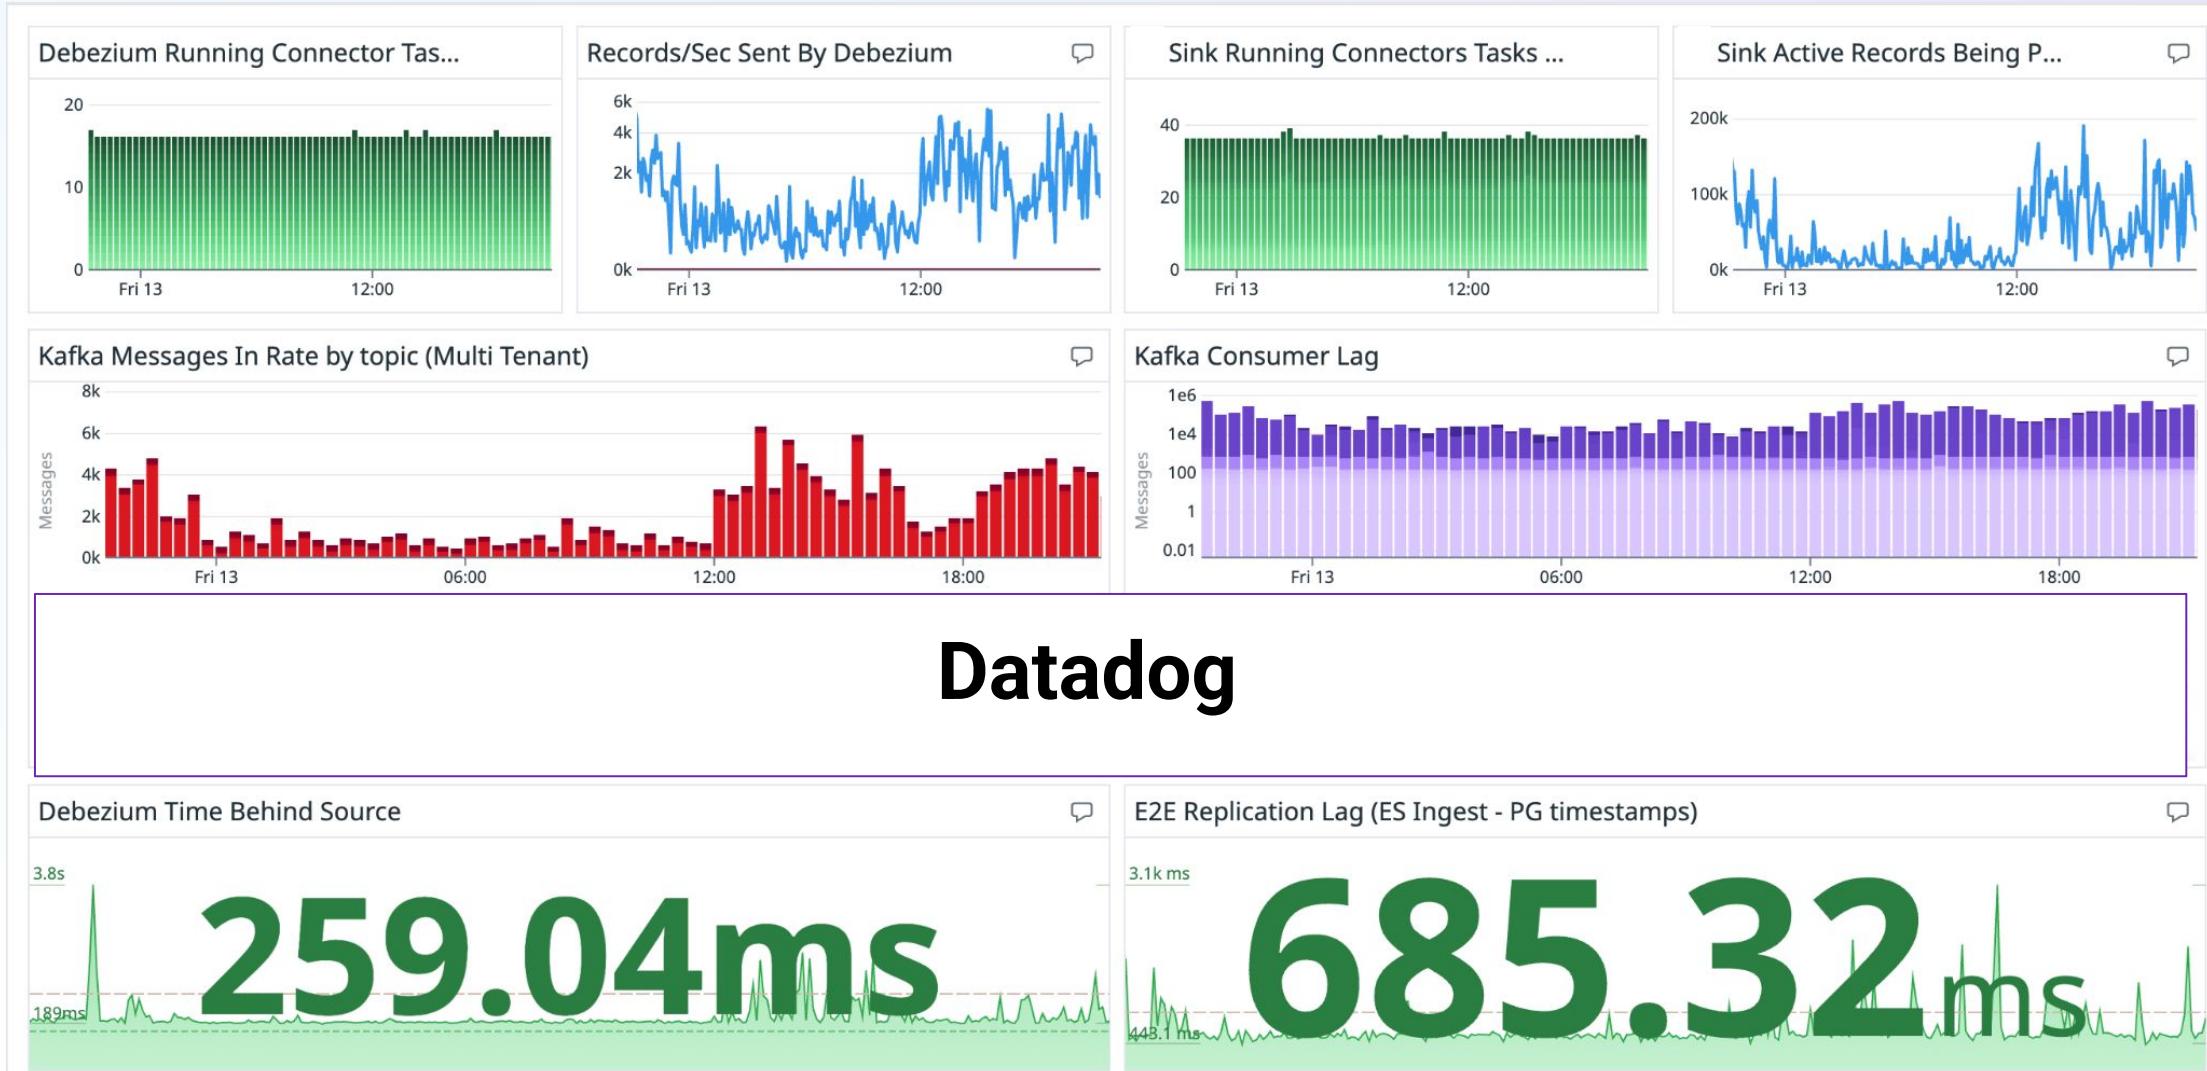 Debezium Running Connector Tas...
20
10
0
Fri 13 12:00
Records/Sec Sent By Debezium
6k
4k
2k
0k
Fri 13 12:00
Sink Running Connectors Tasks ...
40
20
0
Fri 13 12:00
Sink Active Records Being P...
200k
100k
0k
Fri 13 12:00
Kafka Messages In Rate by topic (Multi Tenant)
Messages
8k
6k
4k
2k
0k
Fri 13 06:00 12:00 18:00
Kafka Consumer Lag
Messages
1e6
1e4
100
1
0.01
Fri 13 06:00 12:00 18:00
Datadog
Debezium Time Behind Source
3.8s
259.04ms
189ms
E2E Replication Lag (ES Ingest - PG timestamps)
3.1k ms
685.32ms
443.1 ms